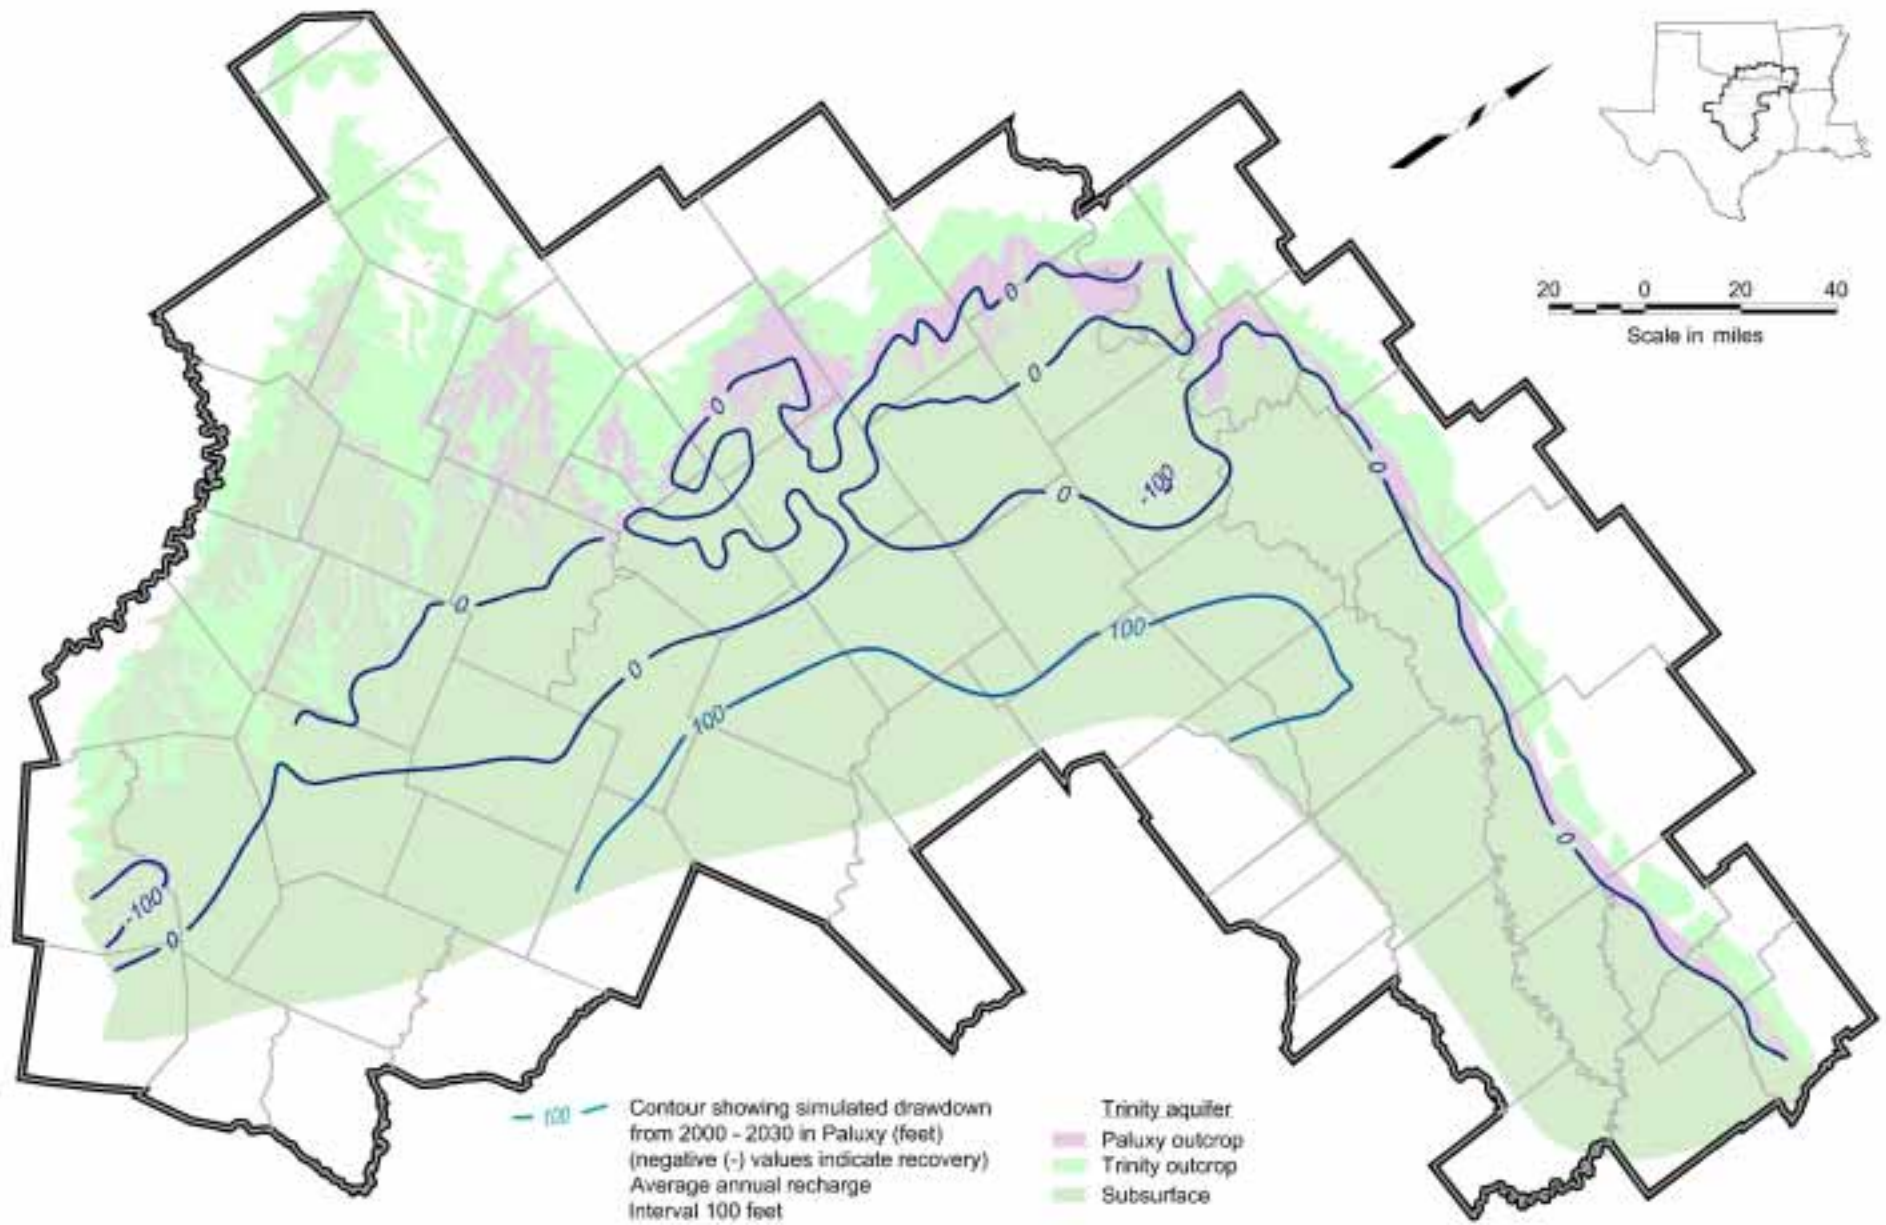 20 0 20 40
Scale in miles
0
0
0
0
-100
0
0
0
100
100
0
-100
0
100
Contour showing simulated drawdown
from 2000 - 2030 in Paluxy (feet)
(negative (-) values indicate recovery)
Average annual recharge
Interval 100 feet
Trinity aquifer
Paluxy outcrop
Trinity outcrop
Subsurface